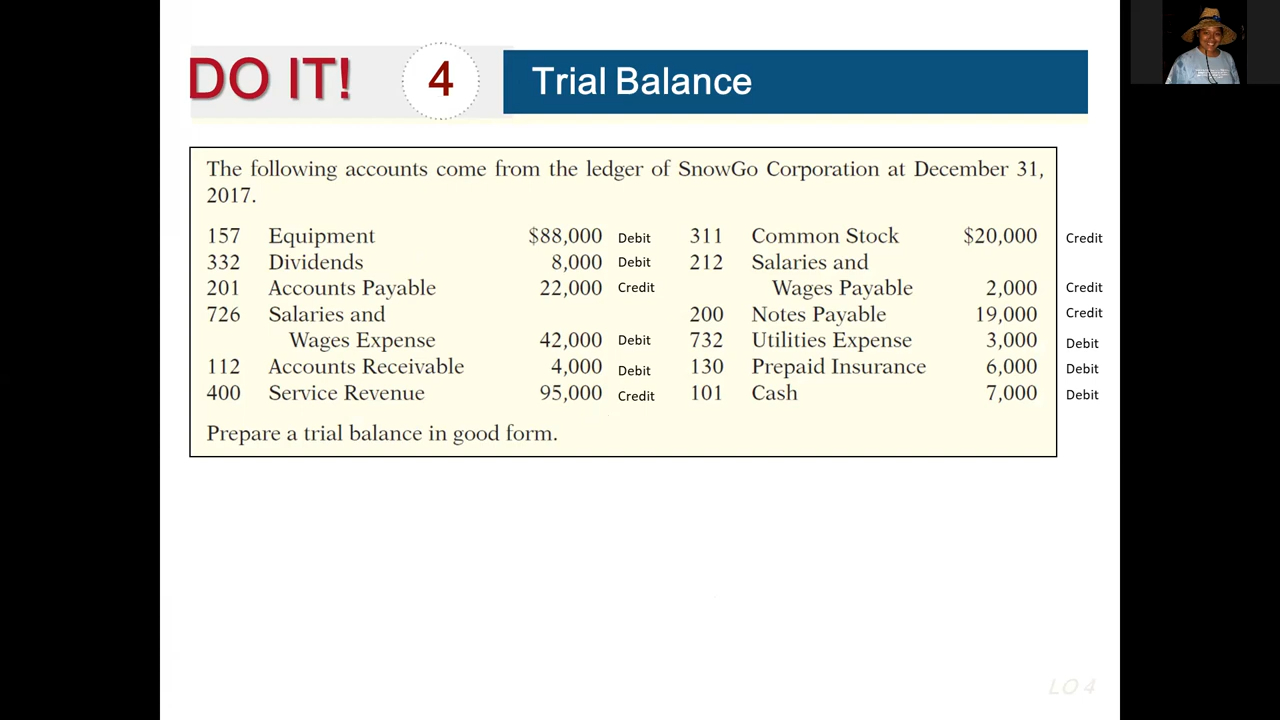 DO IT! 4 Trial Balance
The following accounts come from the ledger of SnowGo Corporation at December 31,
2017.
157 Equipment $88,000 Debit 311 Common Stock $20,000 Credit
332 Dividends 8,000 Debit 212 Salaries and
201 Accounts Payable 22,000 Credit Wages Payable 2,000 Credit
726 Salaries and 200 Notes Payable 19,000 Credit
Wages Expense 42,000 Debit 732 Utilities Expense 3,000 Debit
112 Accounts Receivable 4,000 Debit 130 Prepaid Insurance 6,000 Debit
400 Service Revenue 95,000 Credit 101 Cash 7,000 Debit
Prepare a trial balance in good form.
LO 4